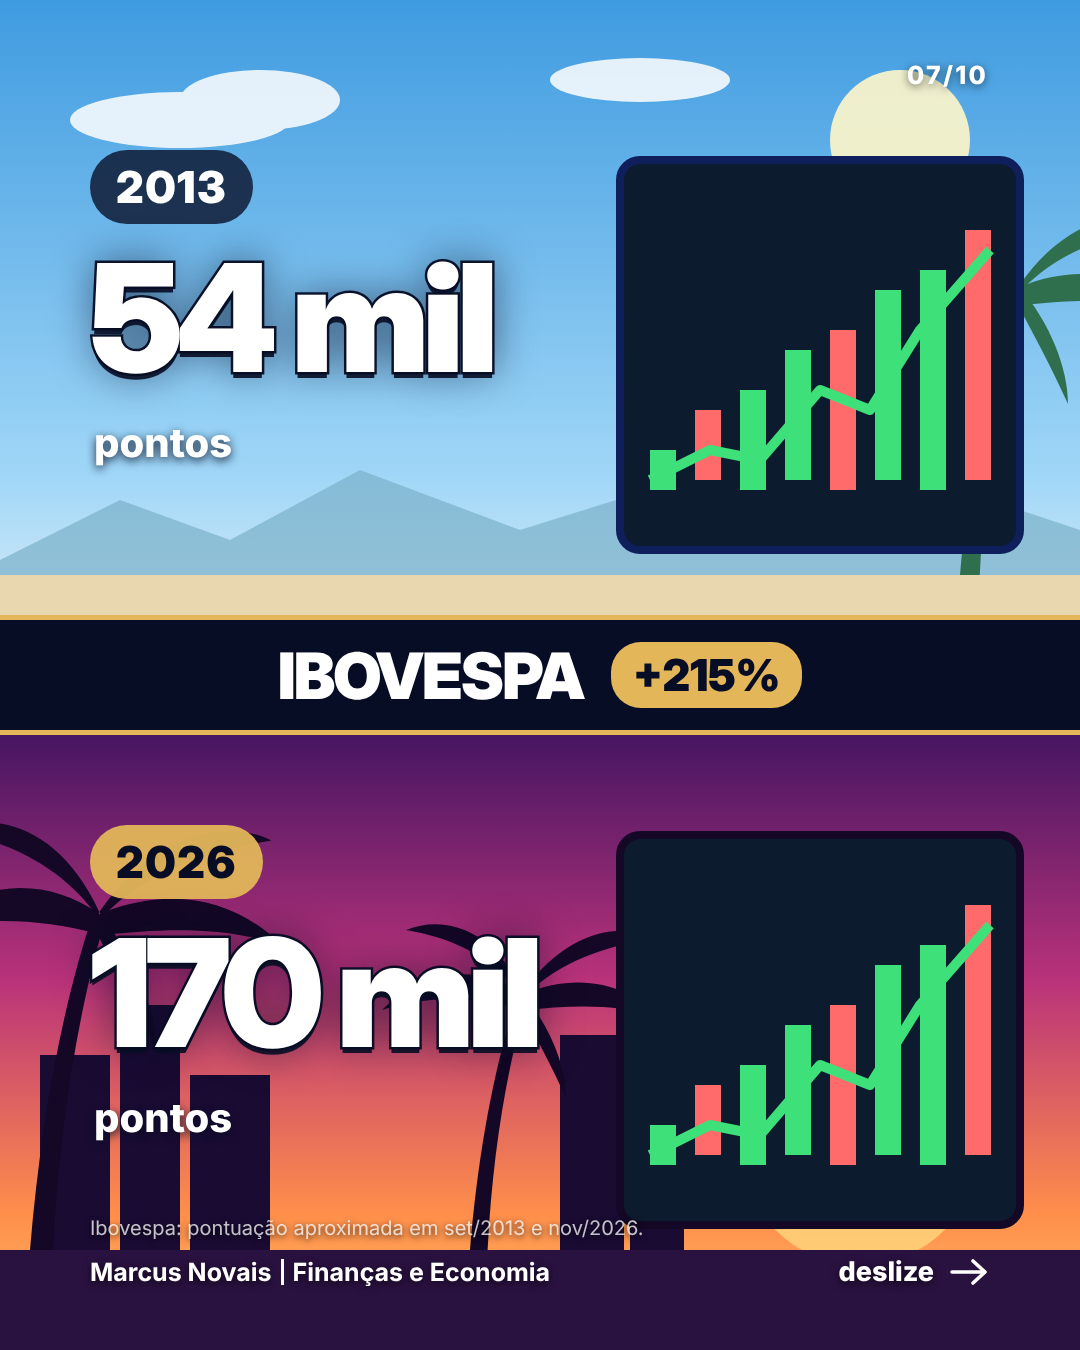 07/10
2013
54 mil
pontos
IBOVESPA +215%
2026
170 mil
pontos
Ibovespa: pontuação aproximada em set/2013 e nov/2026.
Marcus Novais | Finanças e Economia
deslize →